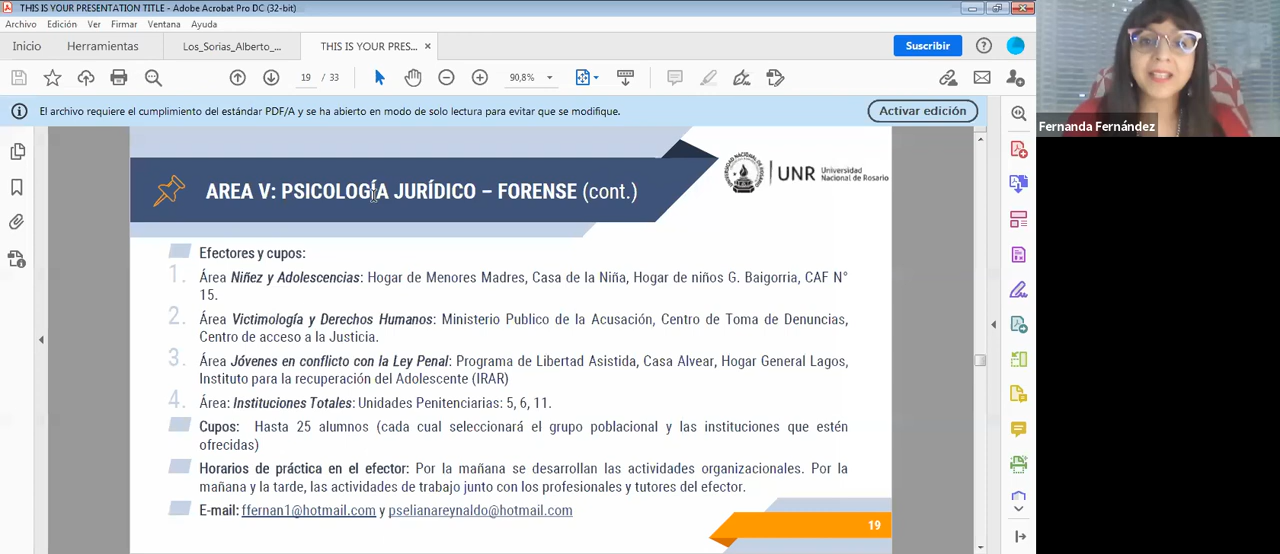 THIS IS YOUR PRESENTATION TITLE - Adobe Acrobat Pro DC (32-bit)
Archivo Edición Ver Firmar Ventana Ayuda
Inicio Herramientas Los_Sorias_Alberto_... THIS IS YOUR PRES... × Suscribir
19 / 33 90,8%
El archivo requiere el cumplimiento del estándar PDF/A y se ha abierto en modo de solo lectura para evitar que se modifique. Activar edición
Fernanda Fernández
AREA V: PSICOLOGÍA JURÍDICO – FORENSE (cont.)
UNIVERSIDAD NACIONAL DE ROSARIO
UNR Universidad
Nacional de Rosario
Efectores y cupos:
1. Área Niñez y Adolescencias: Hogar de Menores Madres, Casa de la Niña, Hogar de niños G. Baigorria, CAF N°
15.
2. Área Victimología y Derechos Humanos: Ministerio Publico de la Acusación, Centro de Toma de Denuncias,
Centro de acceso a la Justicia.
3. Área Jóvenes en conflicto con la Ley Penal: Programa de Libertad Asistida, Casa Alvear, Hogar General Lagos,
Instituto para la recuperación del Adolescente (IRAR)
4. Área: Instituciones Totales: Unidades Penitenciarias: 5, 6, 11.
Cupos: Hasta 25 alumnos (cada cual seleccionará el grupo poblacional y las instituciones que estén
ofrecidas)
Horarios de práctica en el efector: Por la mañana se desarrollan las actividades organizacionales. Por la
mañana y la tarde, las actividades de trabajo junto con los profesionales y tutores del efector.
E-mail: ffernan1@hotmail.com y pselianareynaldo@hotmail.com
19